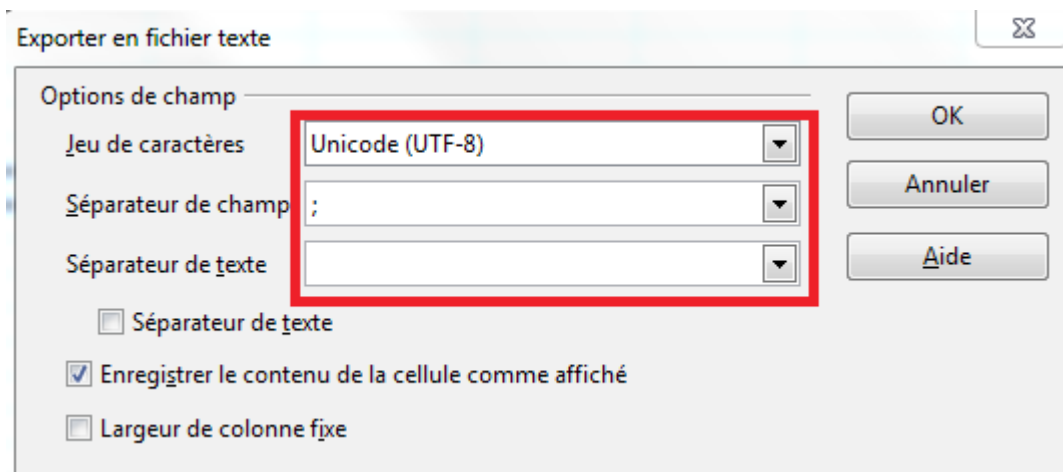 Exporter en fichier texte
Options de champ
OK
Jeu de caractères
Unicode (UTF-8)
Annuler
Séparateur de champ
;
Aide
Séparateur de texte
Séparateur de texte
Enregistrer le contenu de la cellule comme affiché
Largeur de colonne fixe